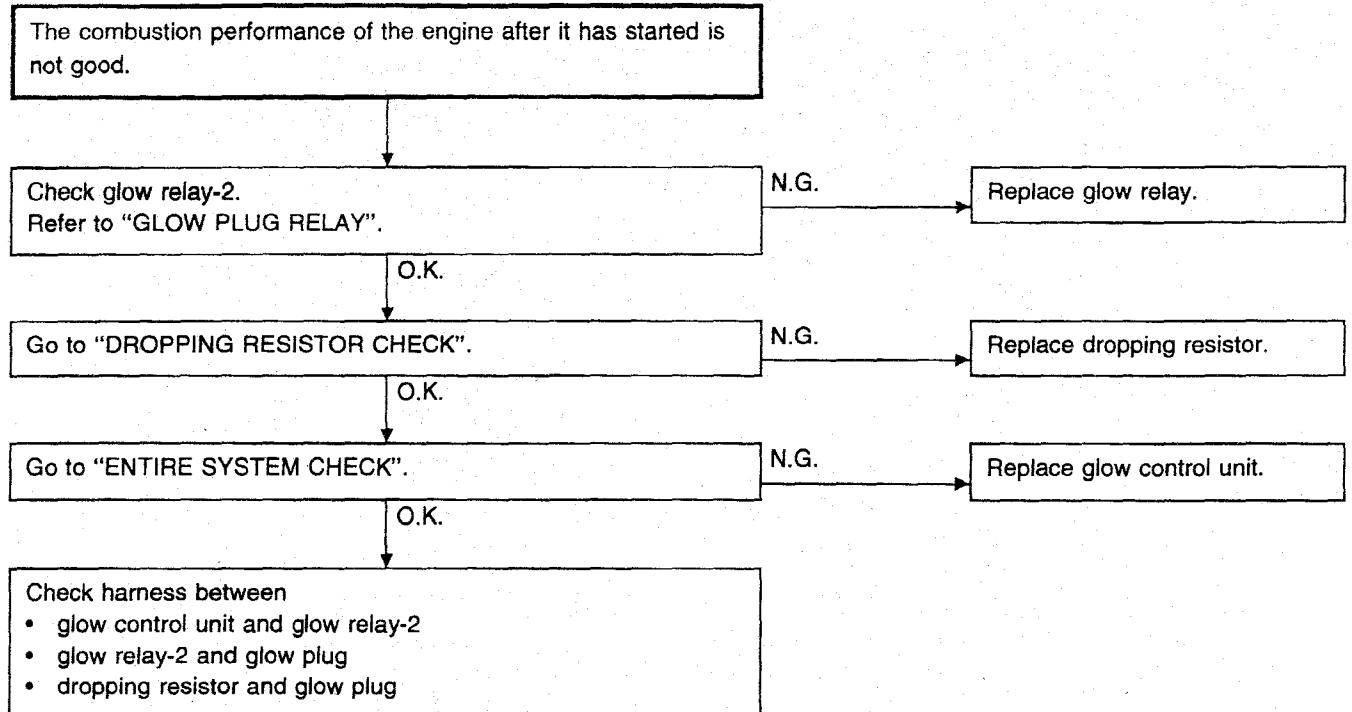 The combustion performance of the engine after it has started is
not good.
Check glow relay-2.
Refer to “GLOW PLUG RELAY”.
N.G.
Replace glow relay.
O.K.
Go to “DROPPING RESISTOR CHECK”.
N.G.
Replace dropping resistor.
O.K.
Go to “ENTIRE SYSTEM CHECK”.
N.G.
Replace glow control unit.
O.K.
Check harness between
• glow control unit and glow relay-2
• glow relay-2 and glow plug
• dropping resistor and glow plug